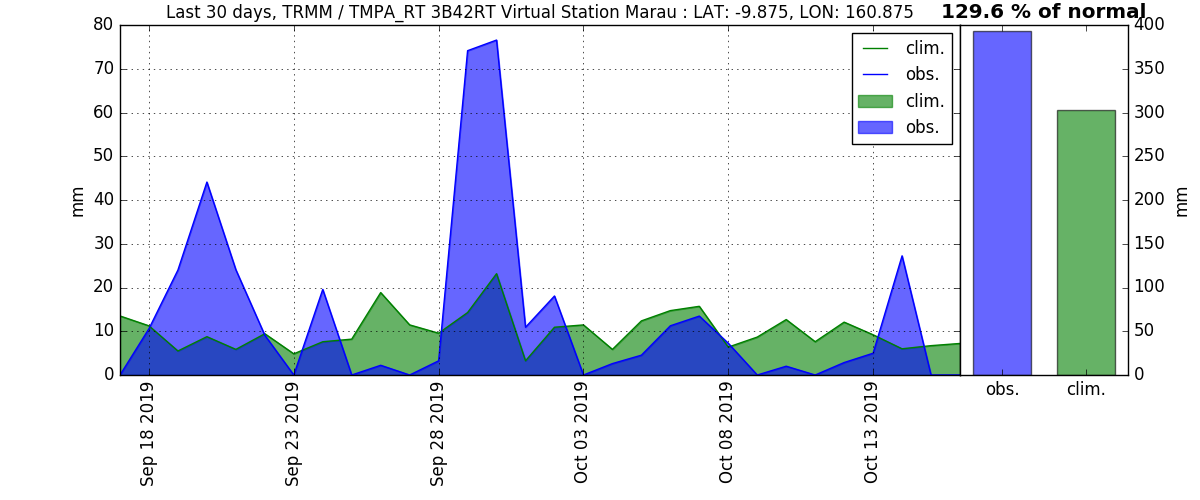 Last 30 days, TRMM / TMPA_RT 3B42RT Virtual Station Marau : LAT: -9.875, LON: 160.875
129.6 % of normal
80
70
60
50
40
30
20
10
0
mm
clim.
obs.
clim.
obs.
Sep 18 2019
Sep 23 2019
Sep 28 2019
Oct 03 2019
Oct 08 2019
Oct 13 2019
400
350
300
250
200
150
100
50
0
mm
obs.
clim.